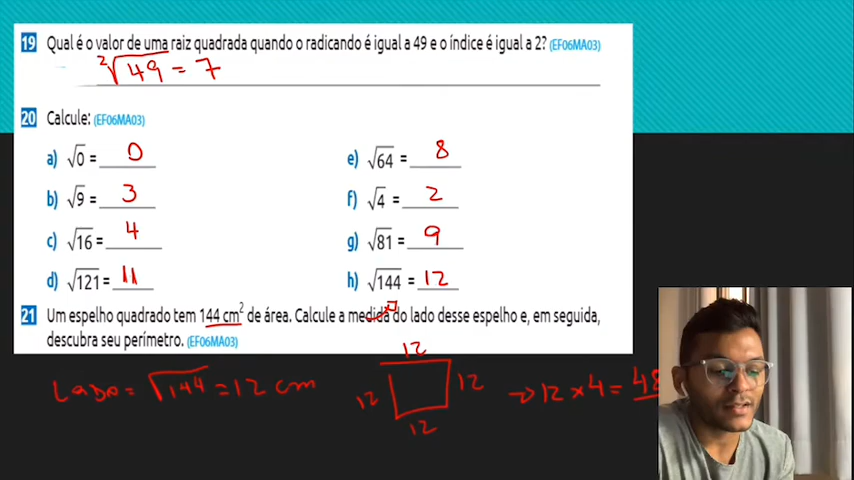 19 Qual é o valor de uma raiz quadrada quando o radicando é igual a 49 e o índice é igual a 2? (EF06MA03)
²√49 = 7
20 Calcule: (EF06MA03)
a) √0 = 0
b) √9 = 3
c) √16 = 4
d) √121 = 11
e) √64 = 8
f) √4 = 2
g) √81 = 9
h) √144 = 12
21 Um espelho quadrado tem 144 cm² de área. Calcule a medida do lado desse espelho e, em seguida,
descubra seu perímetro. (EF06MA03)
Lado = √144 = 12 cm
12
12
12
12
→ 12 x 4 = 48